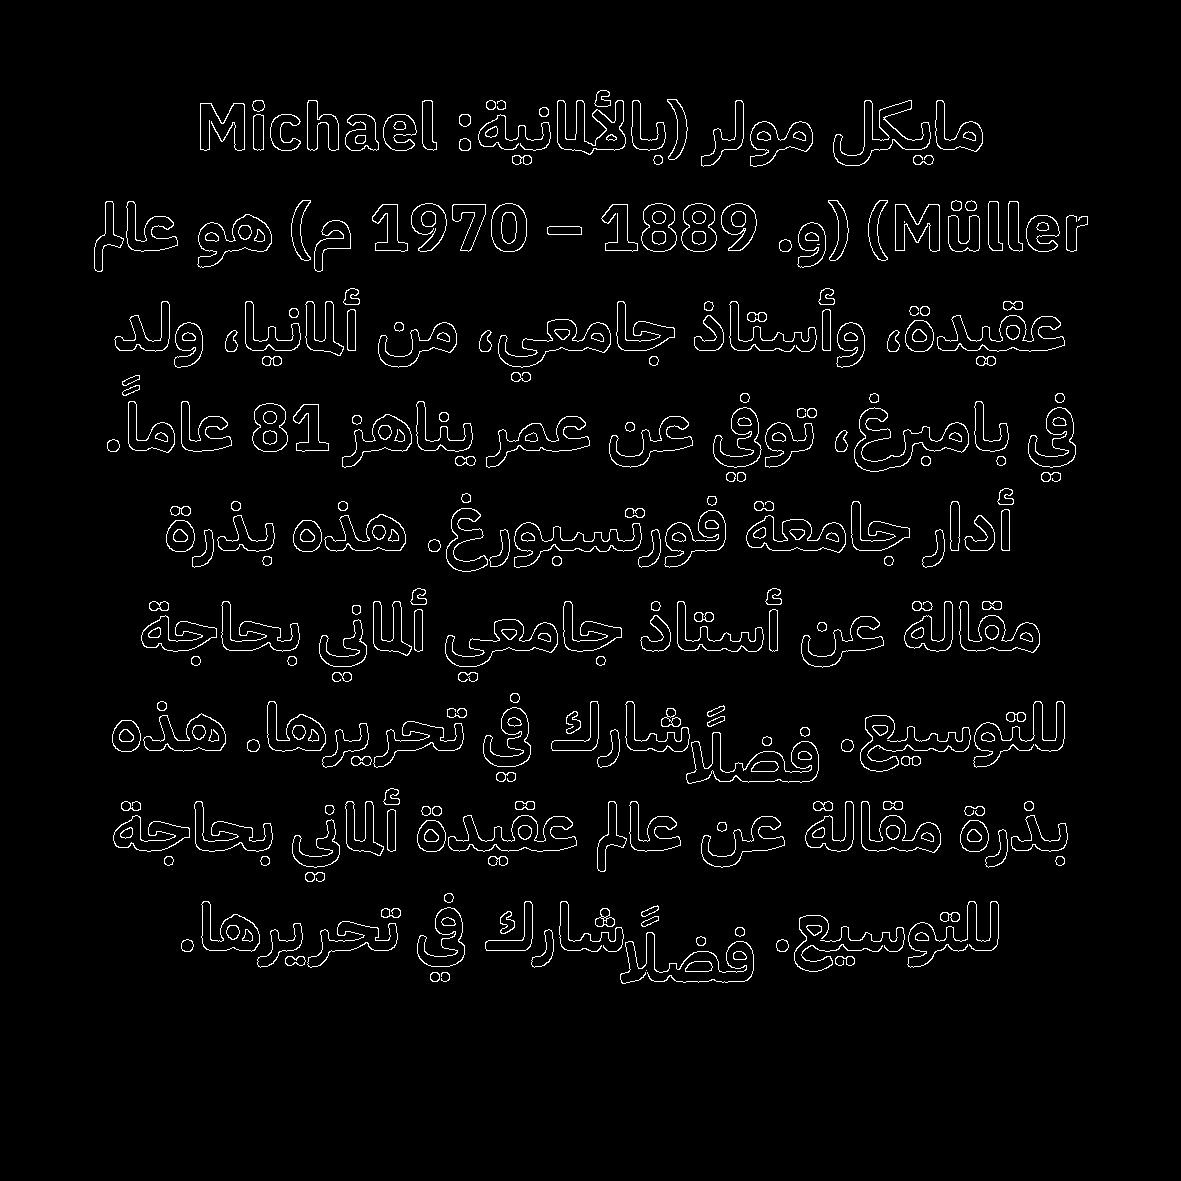 مايكل مولر (بالألمانية: Michael
Müller) (و. 1889 – 1970 م) هو عالم
عقيدة، وأستاذ جامعي، من ألمانيا، ولد
في بامبرغ، توفي عن عمر يناهز 81 عاماً.
أدار جامعة فورتسبورغ. هذه بذرة
مقالة عن أستاذ جامعي ألماني بحاجة
للتوسيع. فضلًا شارك في تحريرها. هذه
بذرة مقالة عن عالم عقيدة ألماني بحاجة
للتوسيع. فضلًا شارك في تحريرها.